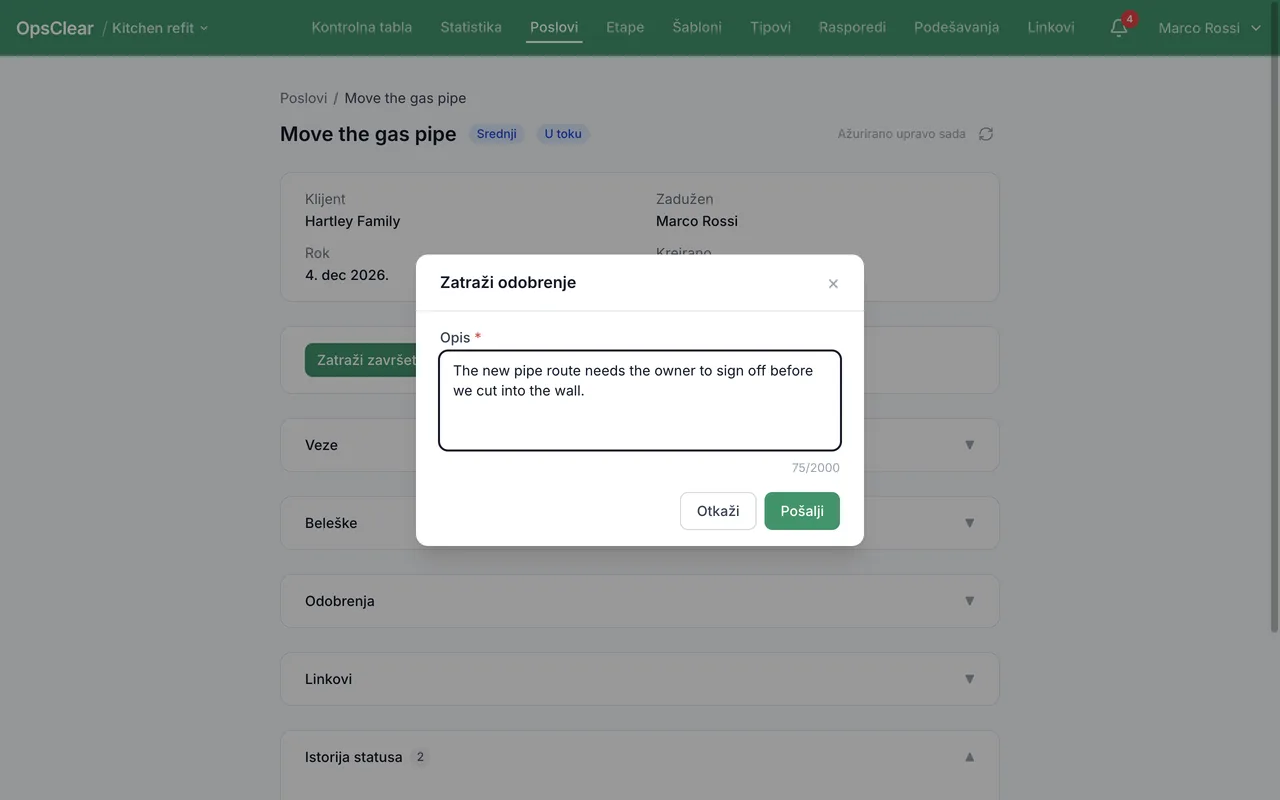 OpsClear / Kitchen refit
Kontrolna tabla
Statistika
Poslovi
Etape
Šabloni
Tipovi
Rasporedi
Podešavanja
Linkovi
4
Marco Rossi
Poslovi / Move the gas pipe
Move the gas pipe
Srednji
U toku
Ažurirano upravo sada
Klijent
Hartley Family
Zadužen
Marco Rossi
Rok
4. dec 2026.
Kreirano
Zatraži završet
Zatraži odobrenje
Opis *
The new pipe route needs the owner to sign off before
we cut into the wall.
75/2000
Otkaži
Pošalji
Veze
Beleške
Odobrenja
Linkovi
Istorija statusa 2